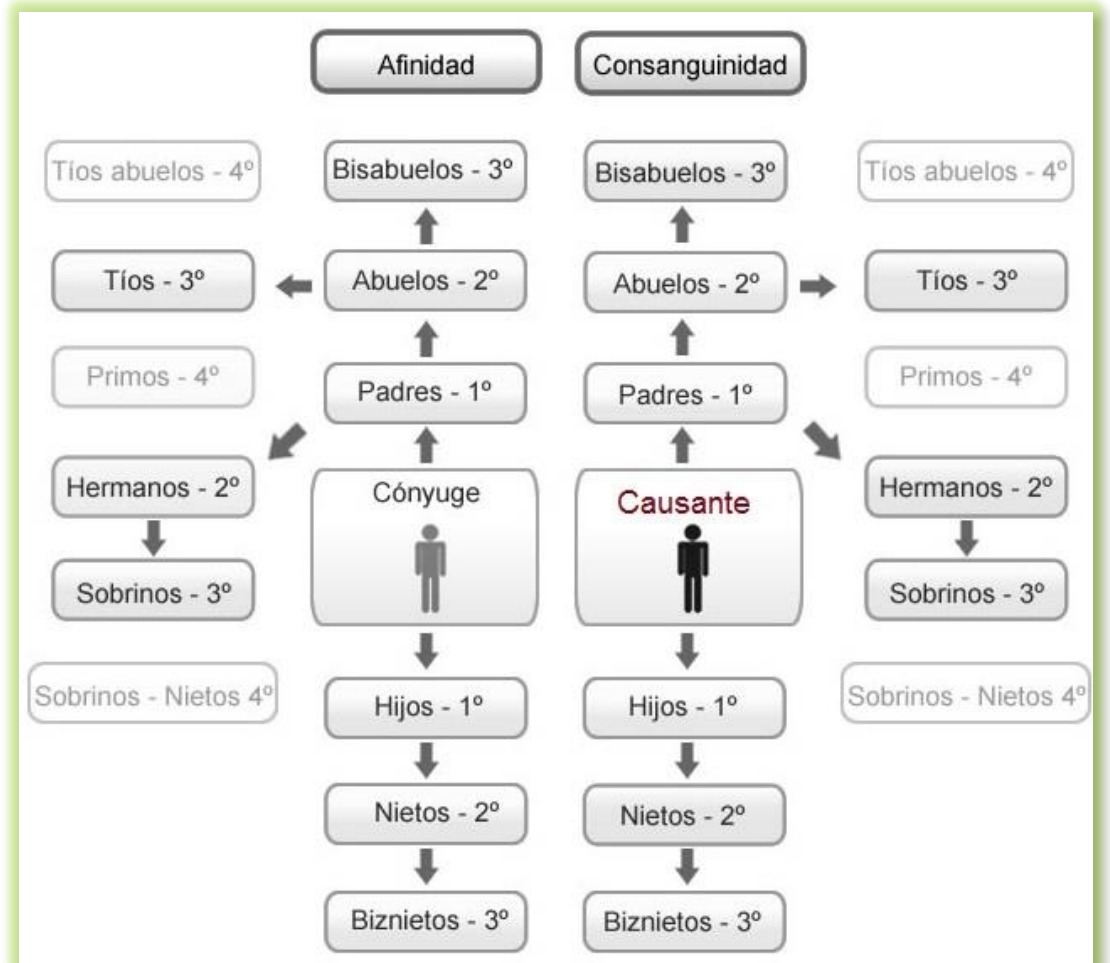 Afinidad
Consanguinidad
Tíos abuelos - 4º
Bisabuelos - 3º
Bisabuelos - 3º
Tíos abuelos - 4º
Tíos - 3º
Abuelos - 2º
Abuelos - 2º
Tíos - 3º
Primos - 4º
Padres - 1º
Padres - 1º
Primos - 4º
Hermanos - 2º
Cónyuge
Causante
Hermanos - 2º
Sobrinos - 3º
Sobrinos - 3º
Sobrinos - Nietos 4º
Hijos - 1º
Hijos - 1º
Sobrinos - Nietos 4º
Nietos - 2º
Nietos - 2º
Biznietos - 3º
Biznietos - 3º